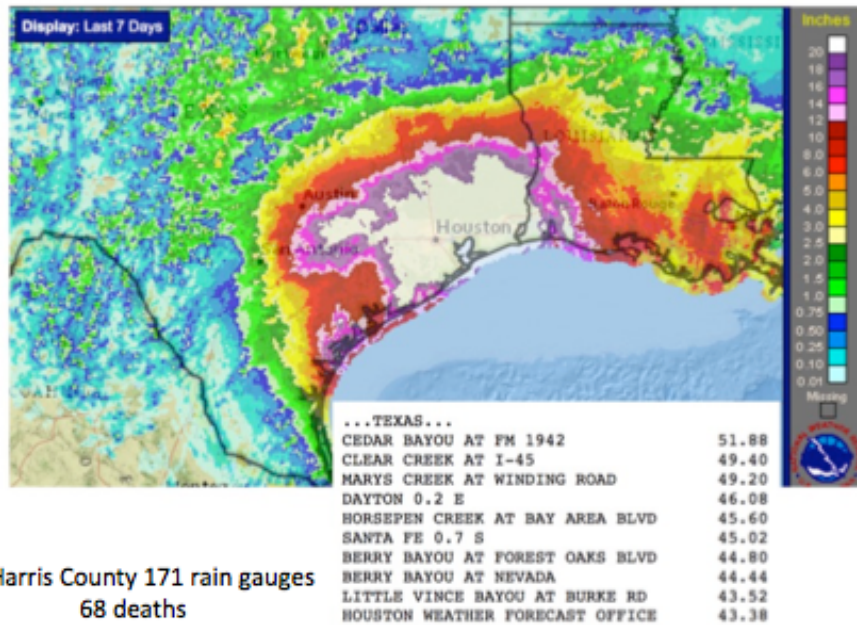 Display: Last 7 Days
Inches
20
18
16
14
12
10
8.0
6.0
5.0
4.0
3.0
2.5
2.0
1.5
1.0
0.75
0.50
0.25
0.10
0.01
Missing
LOUISIANA
Austin
Houston
Baton Rouge
...TEXAS...
CEDAR BAYOU AT FM 1942 51.88
CLEAR CREEK AT I-45 49.40
MARYS CREEK AT WINDING ROAD 49.20
DAYTON 0.2 E 46.08
HORSEPEN CREEK AT BAY AREA BLVD 45.60
SANTA FE 0.7 S 45.02
BERRY BAYOU AT FOREST OAKS BLVD 44.80
BERRY BAYOU AT NEVADA 44.44
LITTLE VINCE BAYOU AT BURKE RD 43.52
HOUSTON WEATHER FORECAST OFFICE 43.38
Harris County 171 rain gauges
68 deaths